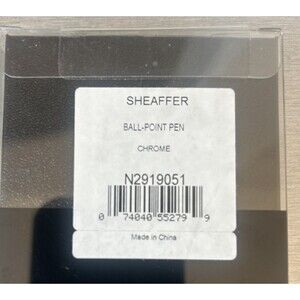 SHEAFFER
BALL-POINT PEN
CHROME
N2919051
0 74040 55279 9
Made in China